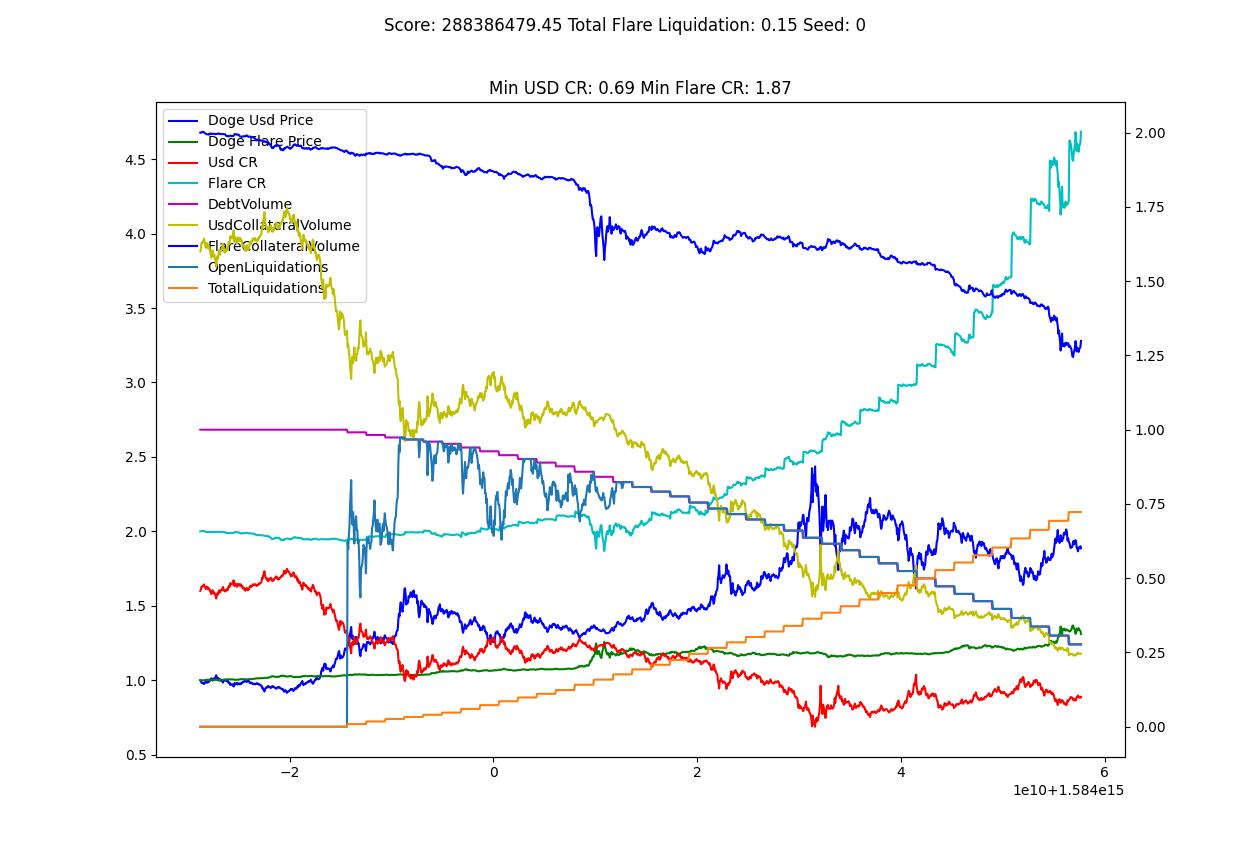 Score: 288386479.45 Total Flare Liquidation: 0.15 Seed: 0
Min USD CR: 0.69 Min Flare CR: 1.87
Doge Usd Price
Doge Flare Price
Usd CR
Flare CR
DebtVolume
UsdCollateralVolume
FlareCollateralVolume
OpenLiquidations
TotalLiquidations
4.5
4.0
3.5
3.0
2.5
2.0
1.5
1.0
0.5
2.00
1.75
1.50
1.25
1.00
0.75
0.50
0.25
0.00
−2
0
2
4
6
1e10+1.584e15